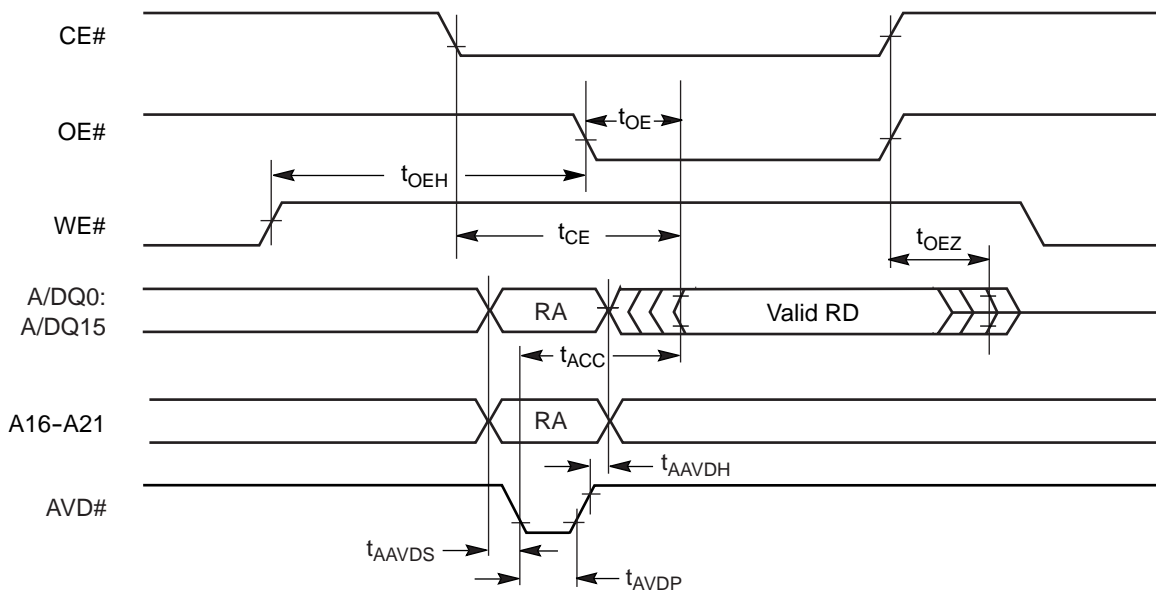 CE#
OE#
tOE
tOEH
WE#
tCE
tOEZ
A/DQ0:
A/DQ15
RA
Valid RD
tACC
A16-A21
RA
tAAVDH
AVD#
tAAVDS
tAVDP